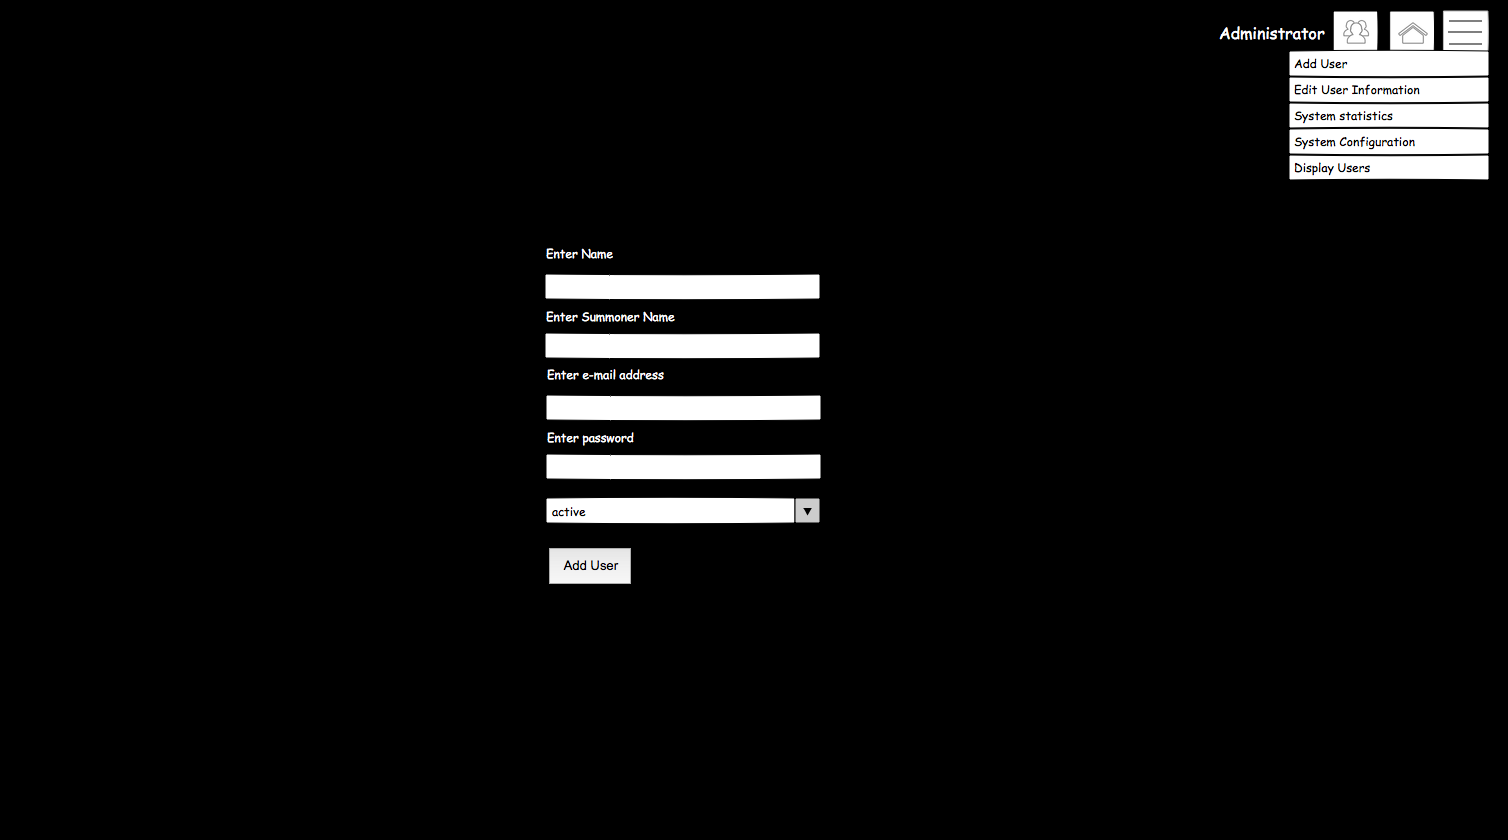 Administrator
Add User
Edit User Information
System statistics
System Configuration
Display Users
Enter Name
Enter Summoner Name
Enter e-mail address
Enter password
active
Add User